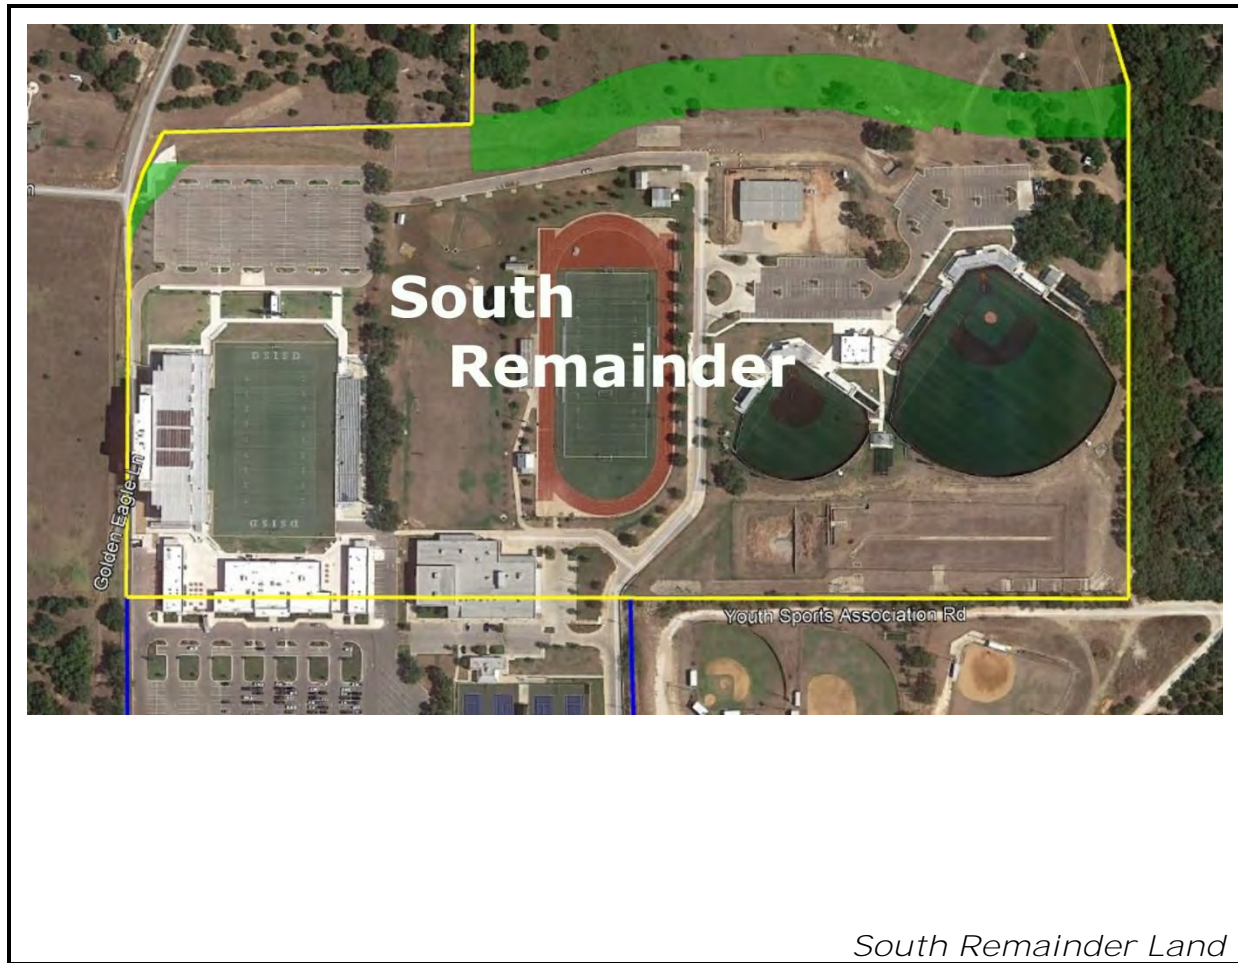 DSISD
South
Remainder
Golden Eagle Ln
DSISD
Youth Sports Association Rd
South Remainder Land